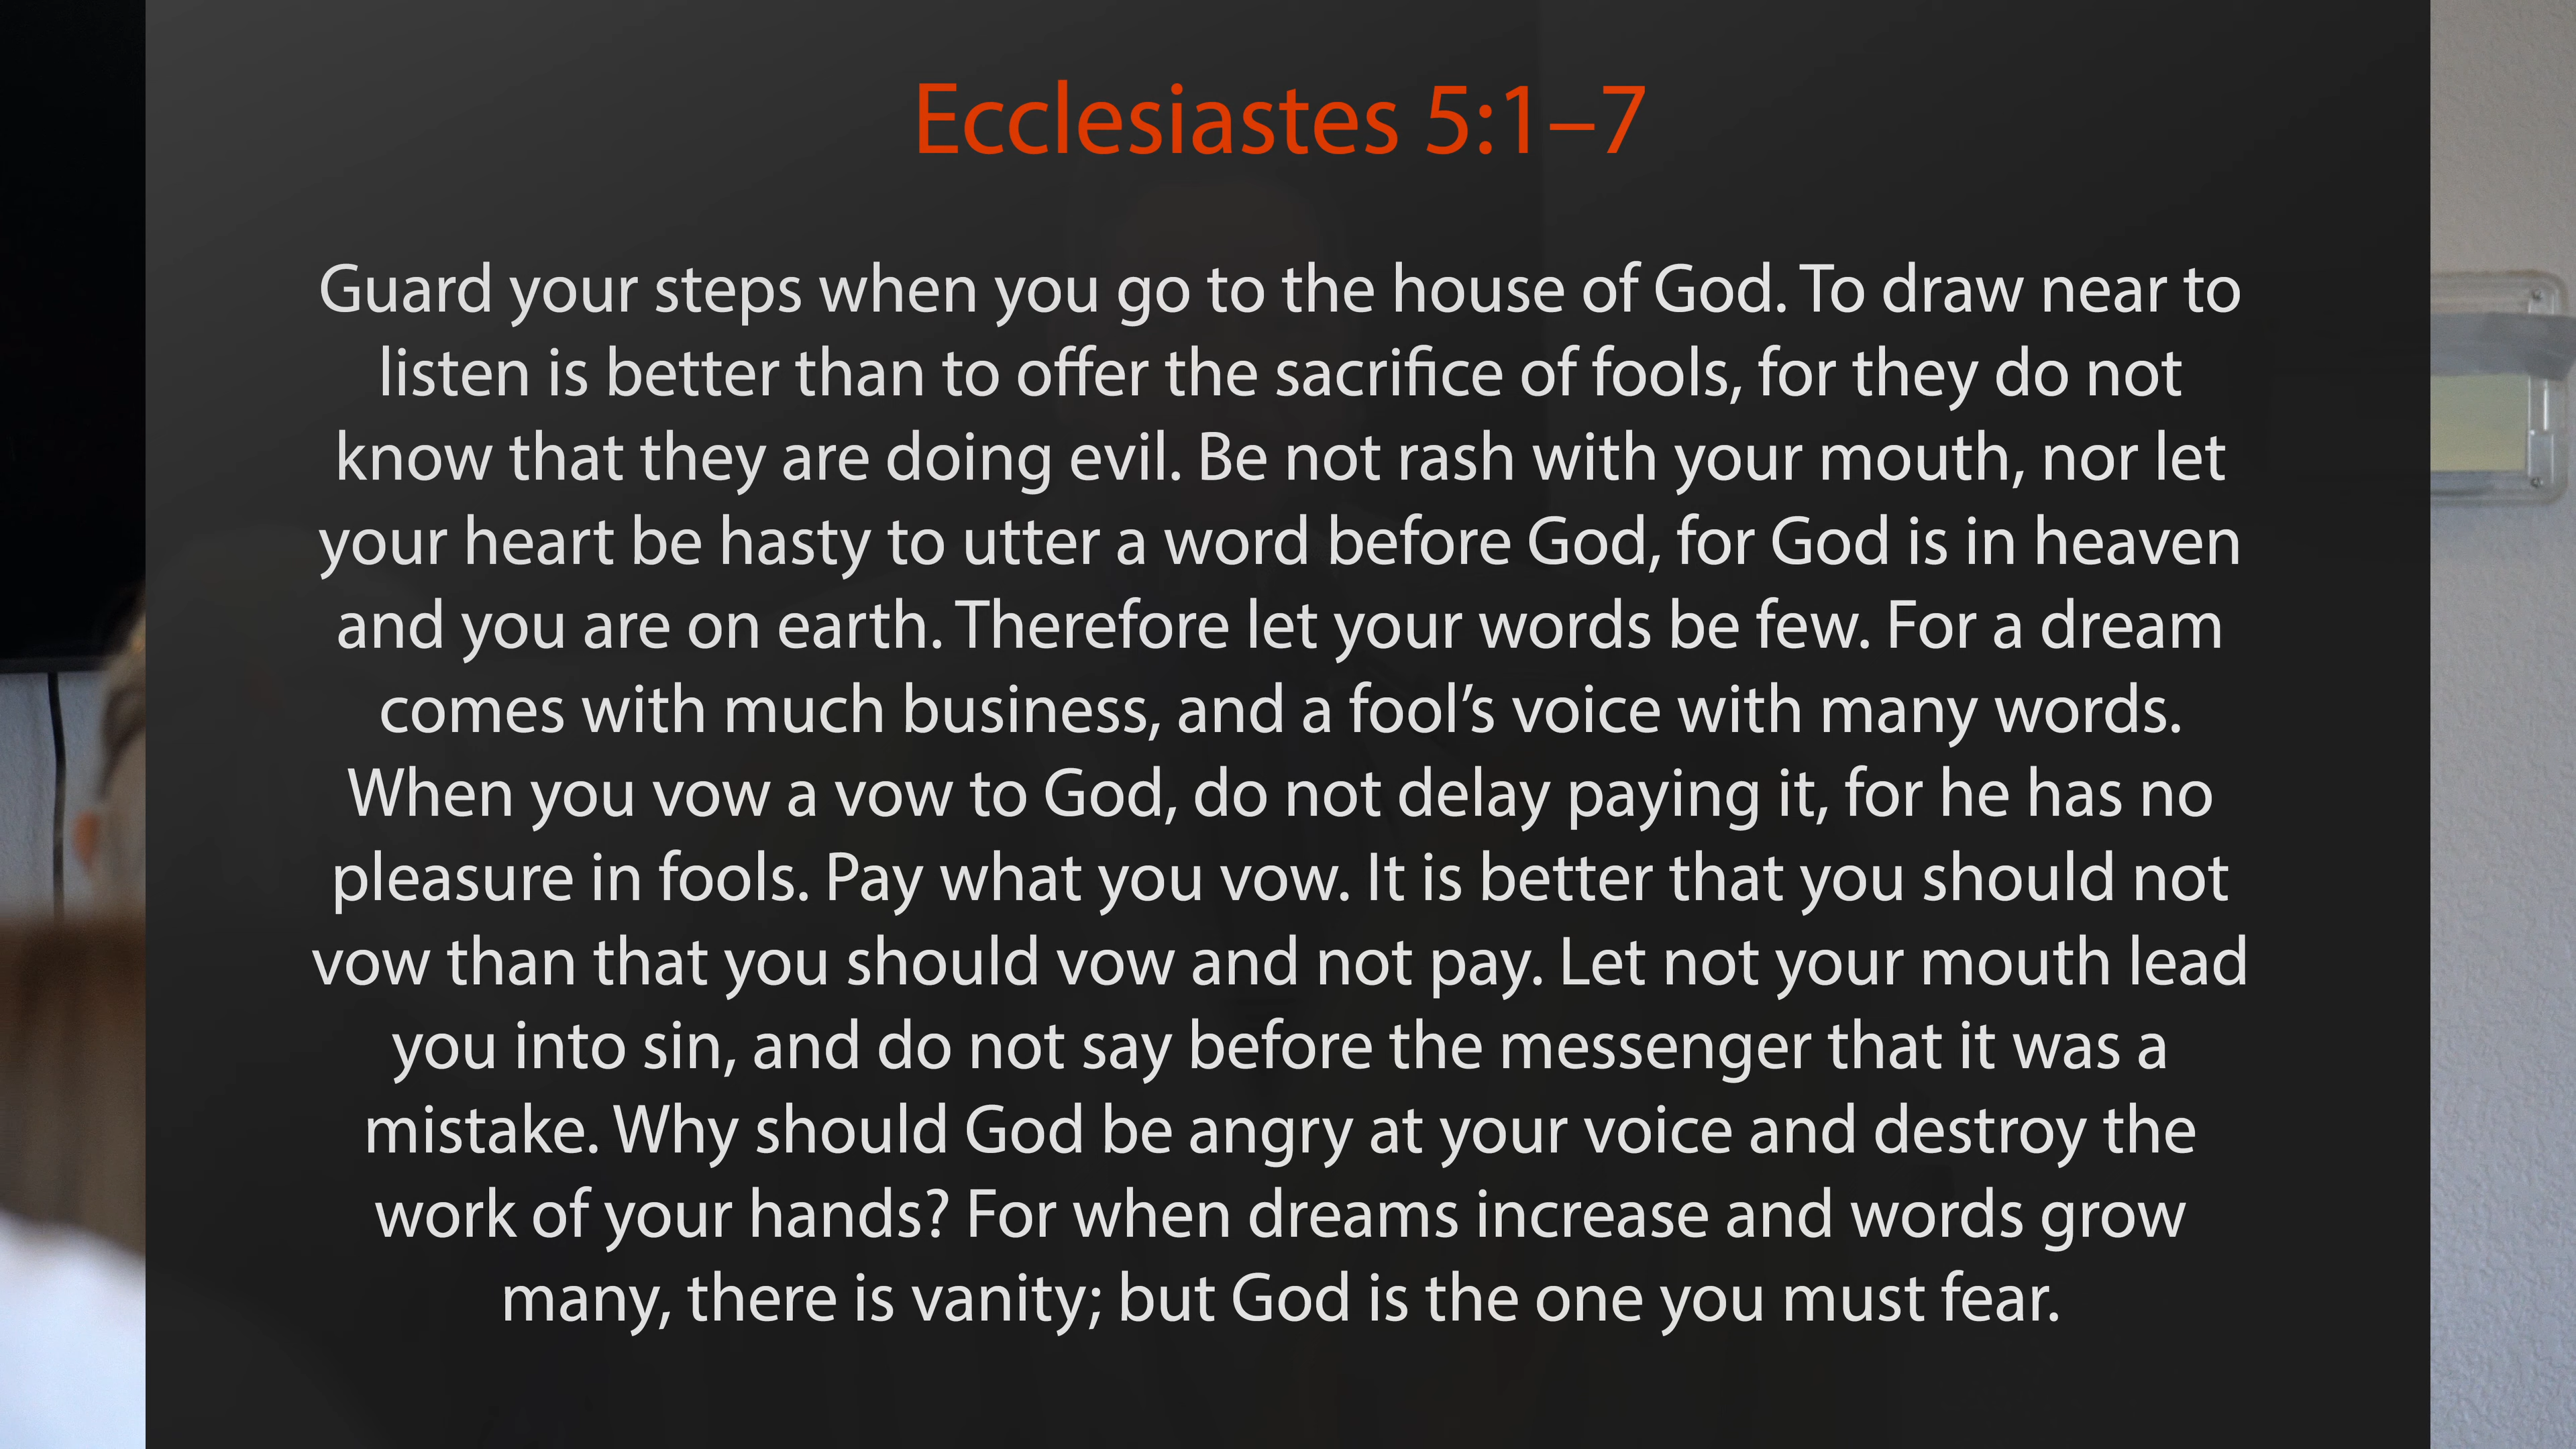 Ecclesiastes 5:1–7
Guard your steps when you go to the house of God. To draw near to
listen is better than to offer the sacrifice of fools, for they do not
know that they are doing evil. Be not rash with your mouth, nor let
your heart be hasty to utter a word before God, for God is in heaven
and you are on earth. Therefore let your words be few. For a dream
comes with much business, and a fool’s voice with many words.
When you vow a vow to God, do not delay paying it, for he has no
pleasure in fools. Pay what you vow. It is better that you should not
vow than that you should vow and not pay. Let not your mouth lead
you into sin, and do not say before the messenger that it was a
mistake. Why should God be angry at your voice and destroy the
work of your hands? For when dreams increase and words grow
many, there is vanity; but God is the one you must fear.